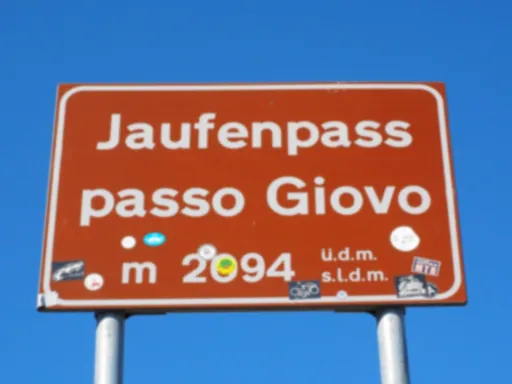 Jaufenpass
passo Giovo
m 2094 ü.d.m.
s.l.d.m.